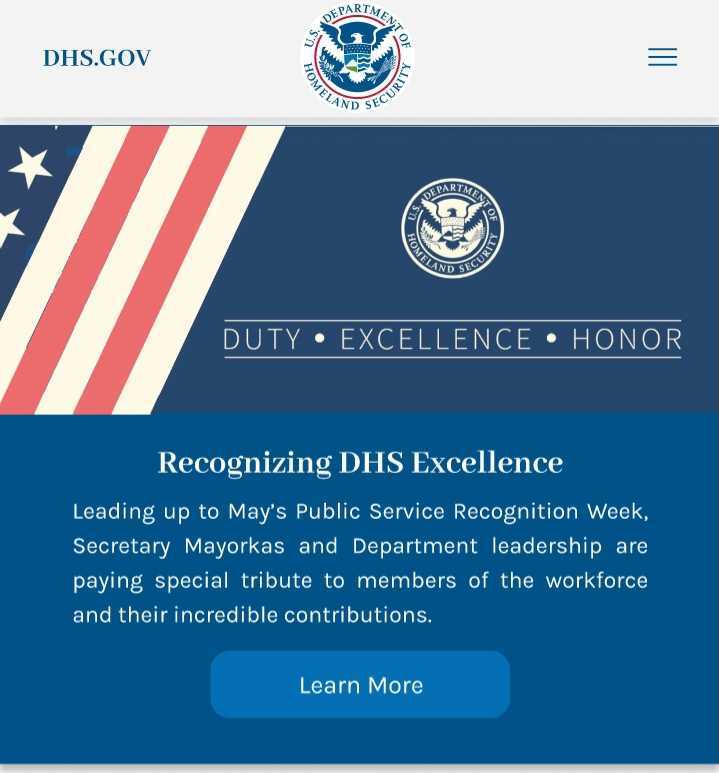 DHS.GOV
U.S. DEPARTMENT OF HOMELAND SECURITY
U.S. DEPARTMENT OF HOMELAND SECURITY
DUTY • EXCELLENCE • HONOR
Recognizing DHS Excellence
Leading up to May’s Public Service Recognition Week,
Secretary Mayorkas and Department leadership are
paying special tribute to members of the workforce
and their incredible contributions.
Learn More